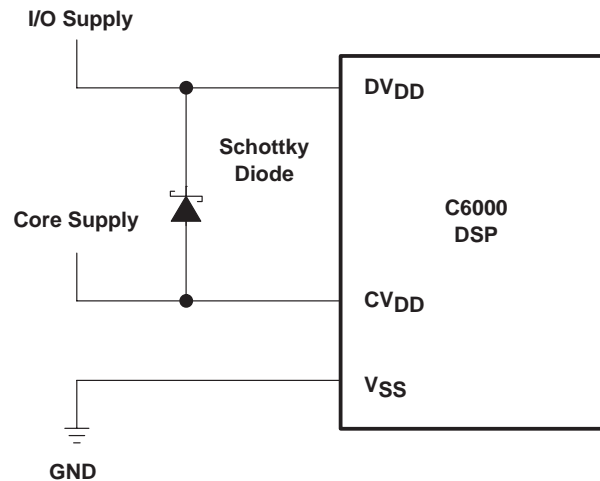 I/O Supply
DVDD
Schottky
Diode
C6000
DSP
Core Supply
CVDD
VSS
GND